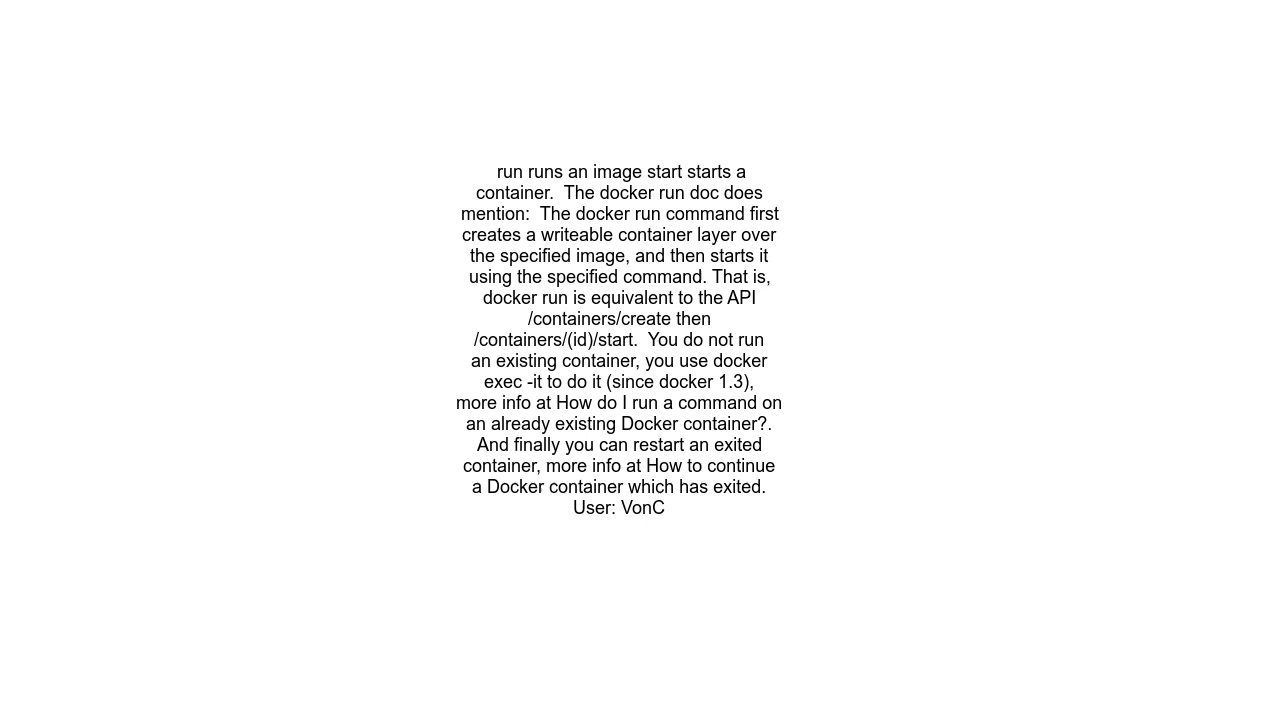 run runs an image start starts a
container.  The docker run doc does
mention:  The docker run command first
creates a writeable container layer over
the specified image, and then starts it
using the specified command. That is,
docker run is equivalent to the API
/containers/create then
/containers/(id)/start.  You do not run
an existing container, you use docker
exec -it to do it (since docker 1.3),
more info at How do I run a command on
an already existing Docker container?.
And finally you can restart an exited
container, more info at How to continue
a Docker container which has exited.
User: VonC